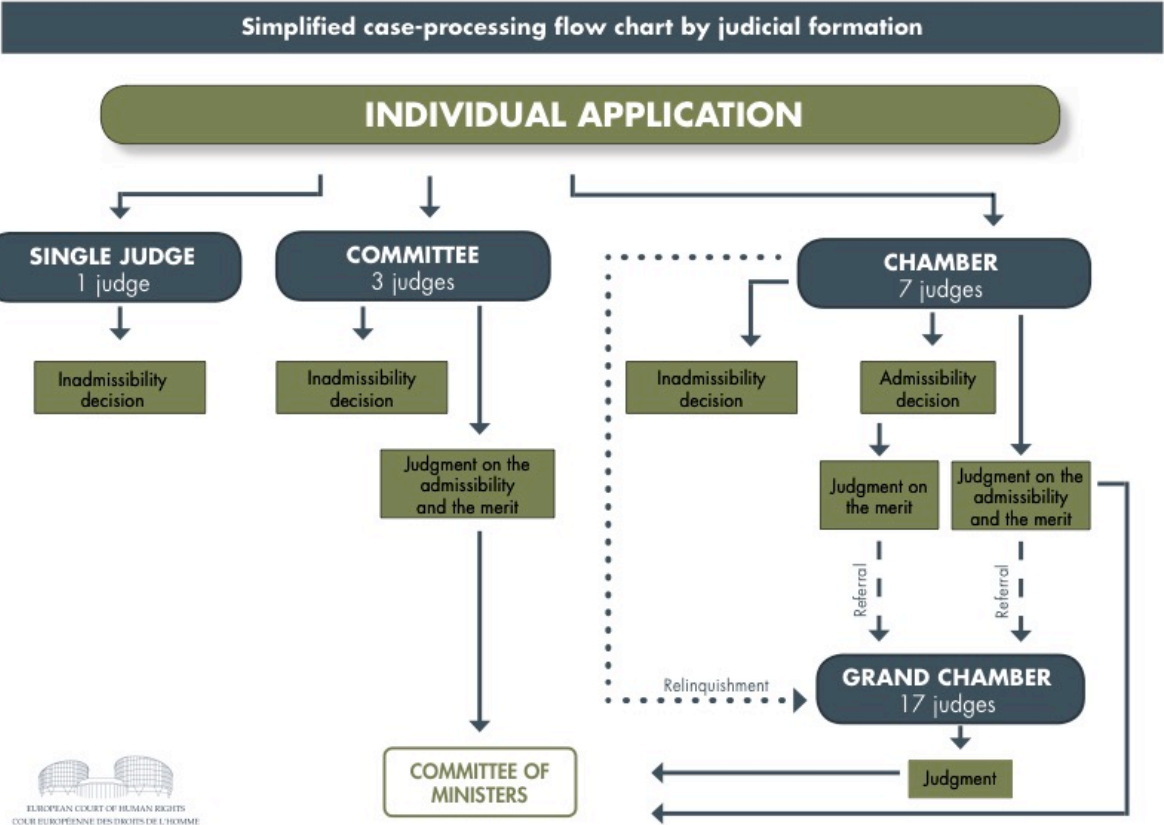 Simplified case-processing flow chart by judicial formation
INDIVIDUAL APPLICATION
SINGLE JUDGE
1 judge
COMMITTEE
3 judges
CHAMBER
7 judges
Inadmissibility
decision
Inadmissibility
decision
Inadmissibility
decision
Admissibility
decision
Judgment on the
admissibility
and the merit
Judgment on
the merit
Judgment on the
admissibility
and the merit
Referral
Referral
Relinquishment
GRAND CHAMBER
17 judges
Judgment
COMMITTEE OF
MINISTERS
EUROPEAN COURT OF HUMAN RIGHTS
COUR EUROPÉENNE DES DROITS DE L'HOMME